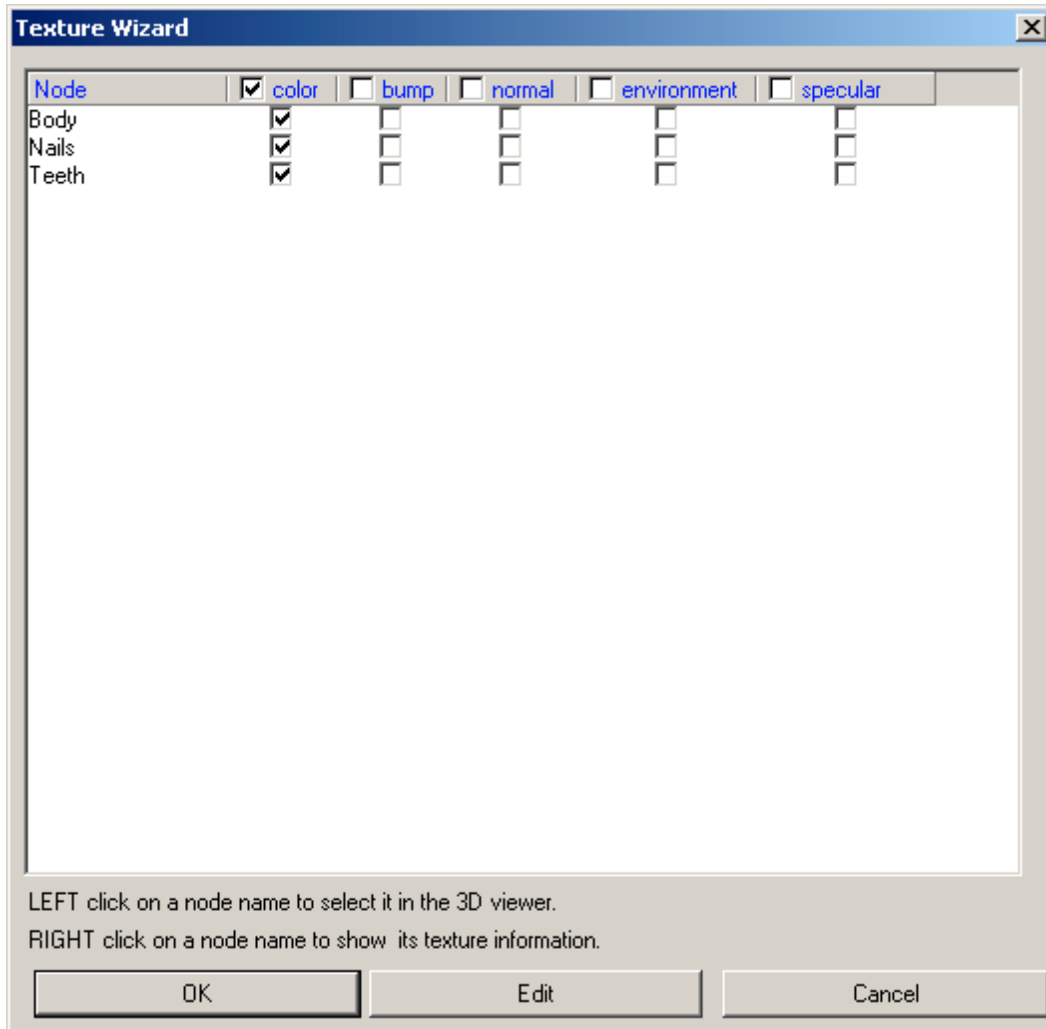 Texture Wizard
Node color bump normal environment specular
Body
Nails
Teeth
LEFT click on a node name to select it in the 3D viewer.
RIGHT click on a node name to show its texture information.
OK Edit Cancel